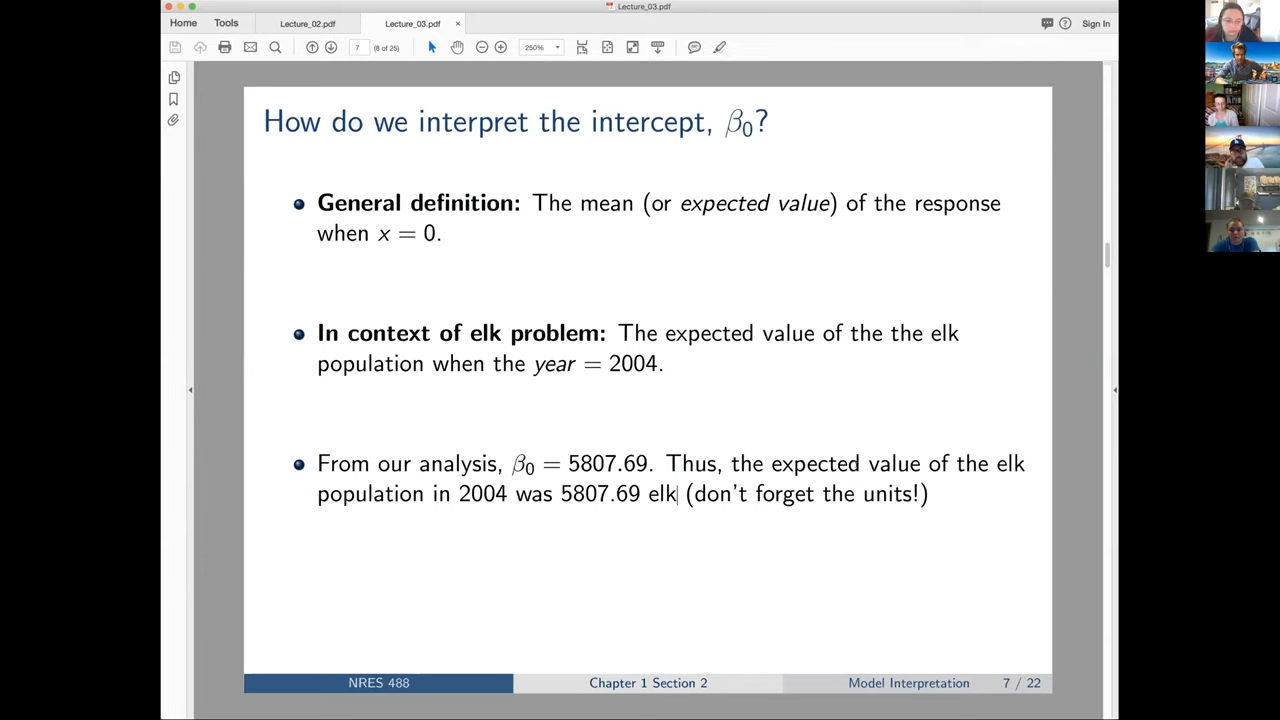 Lecture_03.pdf
Home Tools Lecture_02.pdf Lecture_03.pdf × Sign In
7 (8 of 25) 250%
How do we interpret the intercept, β₀?
General definition: The mean (or expected value) of the response
when x = 0.
In context of elk problem: The expected value of the the elk
population when the year = 2004.
From our analysis, β₀ = 5807.69. Thus, the expected value of the elk
population in 2004 was 5807.69 elk (don't forget the units!)
NRES 488 Chapter 1 Section 2 Model Interpretation 7 / 22